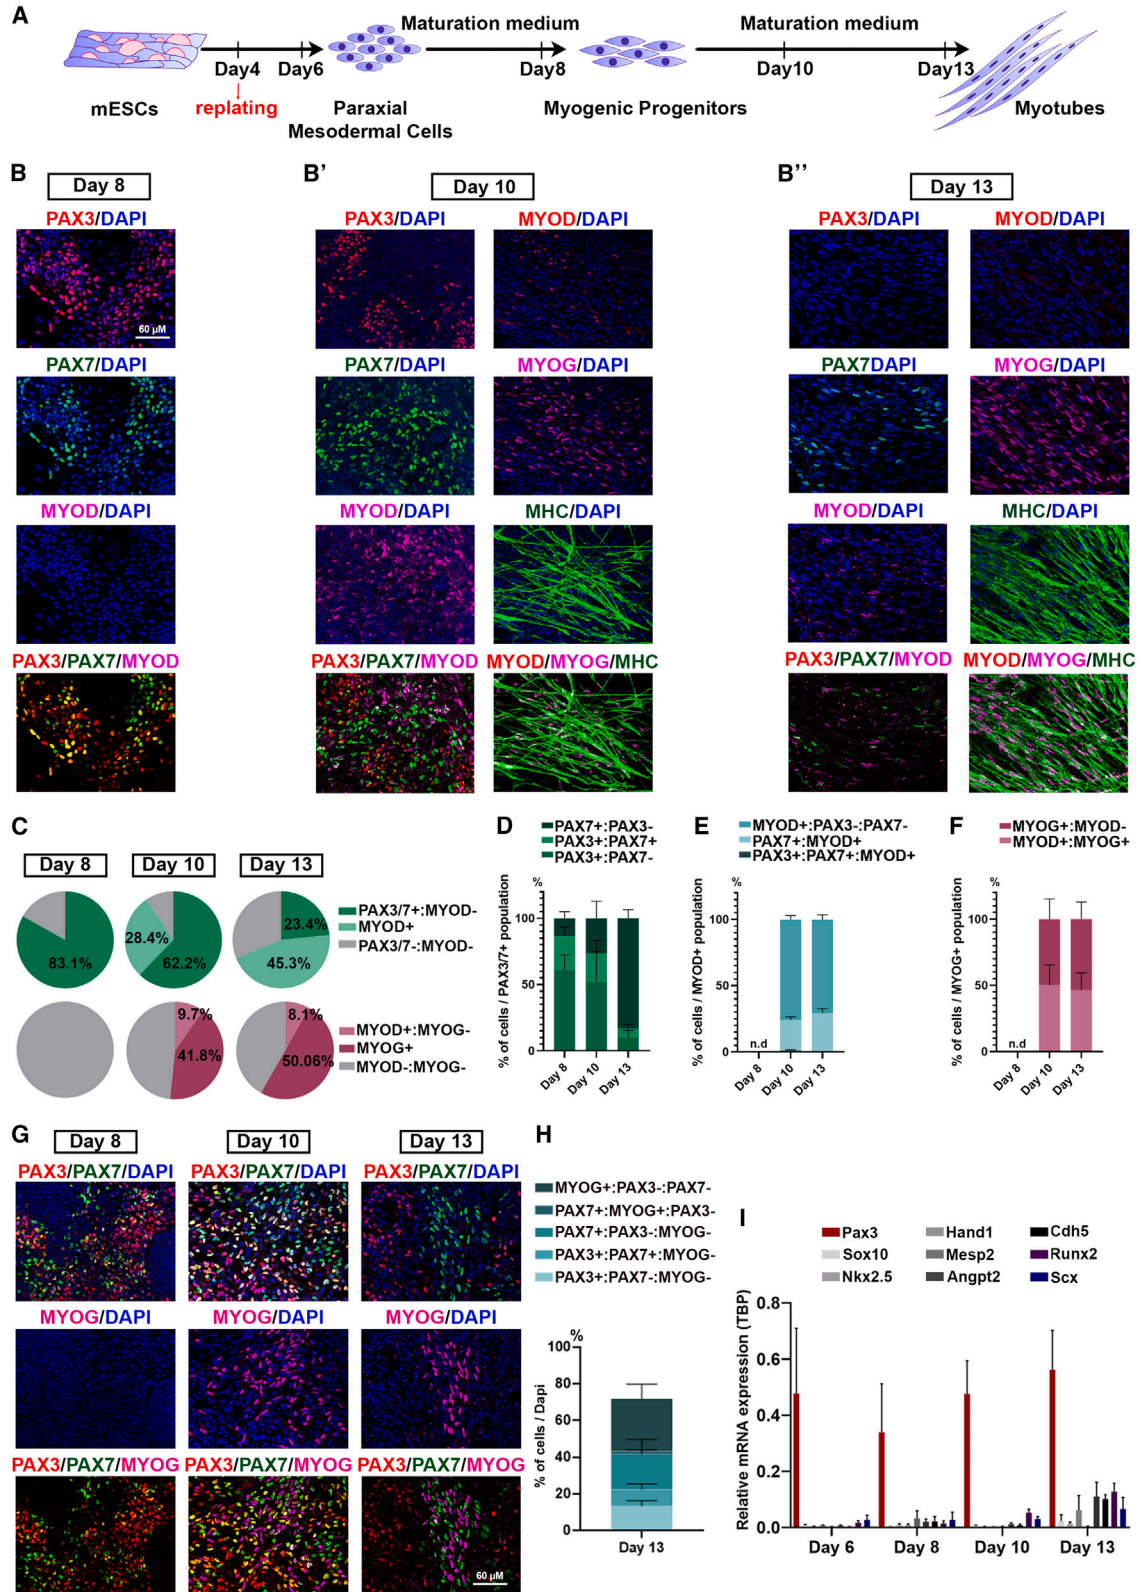 A
Maturation medium
Maturation medium
Day4
Day6
Day8
Day10
Day13
mESCs
replating
Paraxial
Mesodermal Cells
Myogenic Progenitors
Myotubes
B
Day 8
PAX3/DAPI
60 µM
PAX7/DAPI
MYOD/DAPI
PAX3/PAX7/MYOD
B'
Day 10
PAX3/DAPI
MYOD/DAPI
PAX7/DAPI
MYOG/DAPI
MYOD/DAPI
MHC/DAPI
PAX3/PAX7/MYOD
MYOD/MYOG/MHC
B''
Day 13
PAX3/DAPI
MYOD/DAPI
PAX7DAPI
MYOG/DAPI
MYOD/DAPI
MHC/DAPI
PAX3/PAX7/MYOD
MYOD/MYOG/MHC
C
Day 8
Day 10
Day 13
83.1%
28.4%
62.2%
23.4%
45.3%
PAX3/7+:MYOD-
MYOD+
PAX3/7-:MYOD-
9.7%
41.8%
8.1%
50.06%
MYOD+:MYOG-
MYOG+
MYOD-:MYOG-
D
PAX7+:PAX3-
PAX3+:PAX7+
PAX3+:PAX7-
%
% of cells / PAX3/7+ population
100
50
0
Day 8
Day 10
Day 13
E
MYOD+:PAX3-:PAX7-
PAX7+:MYOD+
PAX3+:PAX7+:MYOD+
%
% of cells / MYOD+ population
100
50
0
n.d
Day 8
Day 10
Day 13
F
MYOG+:MYOD-
MYOD+:MYOG+
%
% of cells / MYOG+ population
100
50
0
n.d
Day 8
Day 10
Day 13
G
Day 8
Day 10
Day 13
PAX3/PAX7/DAPI
PAX3/PAX7/DAPI
PAX3/PAX7/DAPI
MYOG/DAPI
MYOG/DAPI
MYOG/DAPI
PAX3/PAX7/MYOG
PAX3/PAX7/MYOG
PAX3/PAX7/MYOG
60 µM
H
MYOG+:PAX3-:PAX7-
PAX7+:MYOG+:PAX3-
PAX7+:PAX3-:MYOG-
PAX3+:PAX7+:MYOG-
PAX3+:PAX7-:MYOG-
%
% of cells / Dapi
100
80
60
40
20
0
Day 13
I
Pax3
Sox10
Nkx2.5
Hand1
Mesp2
Angpt2
Cdh5
Runx2
Scx
Relative mRNA expression (TBP)
0.8
0.6
0.4
0.2
0.0
Day 6
Day 8
Day 10
Day 13